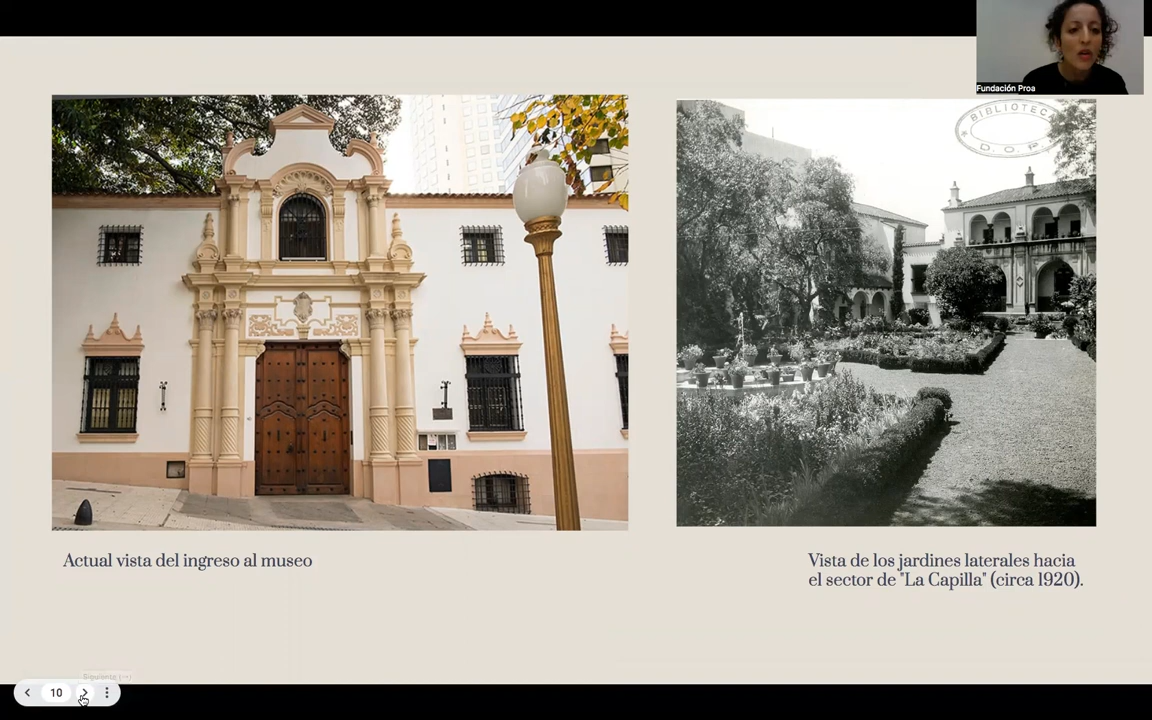 Fundación Proa
BIBLIOTECA
D.O.P.
Actual vista del ingreso al museo
Vista de los jardines laterales hacia
el sector de "La Capilla" (circa 1920).
Siguiente (→)
10